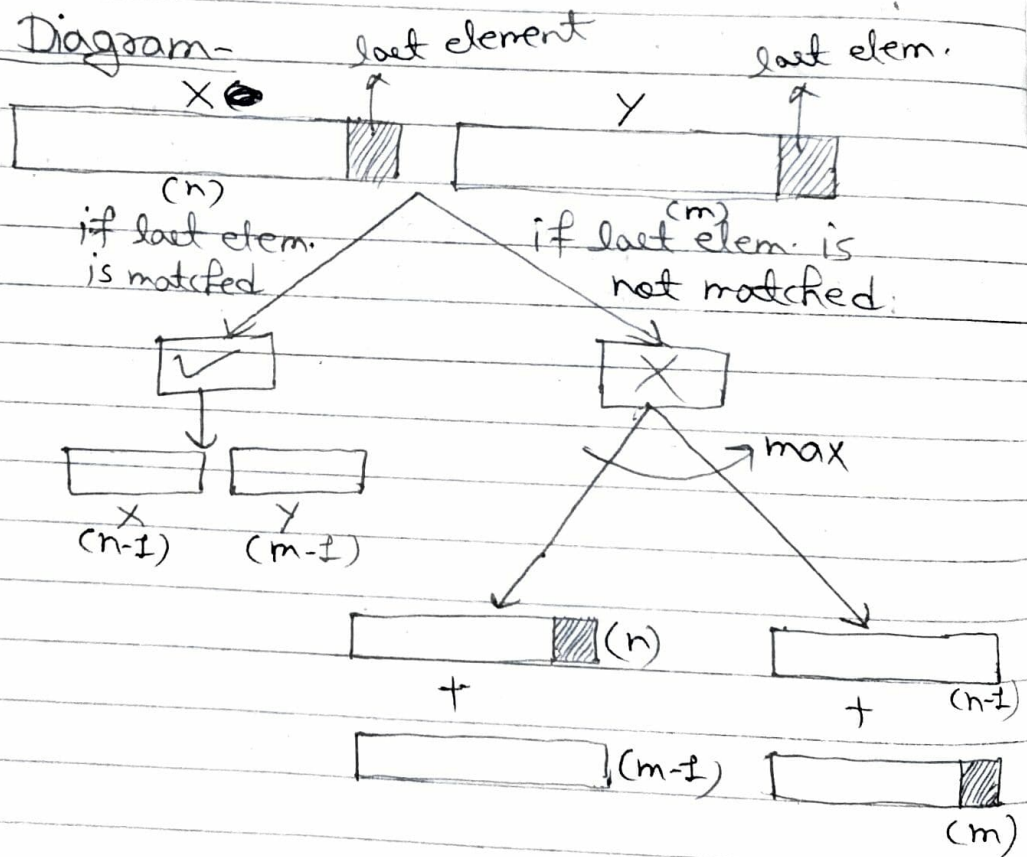 Diagram-
last element
last elem.
X
Y
(n)
(m)
if last elem.
is matched
if last elem. is
not matched.
max
X
Y
(n-1)
(m-1)
(n)
+
(m-1)
(n-1)
+
(m)